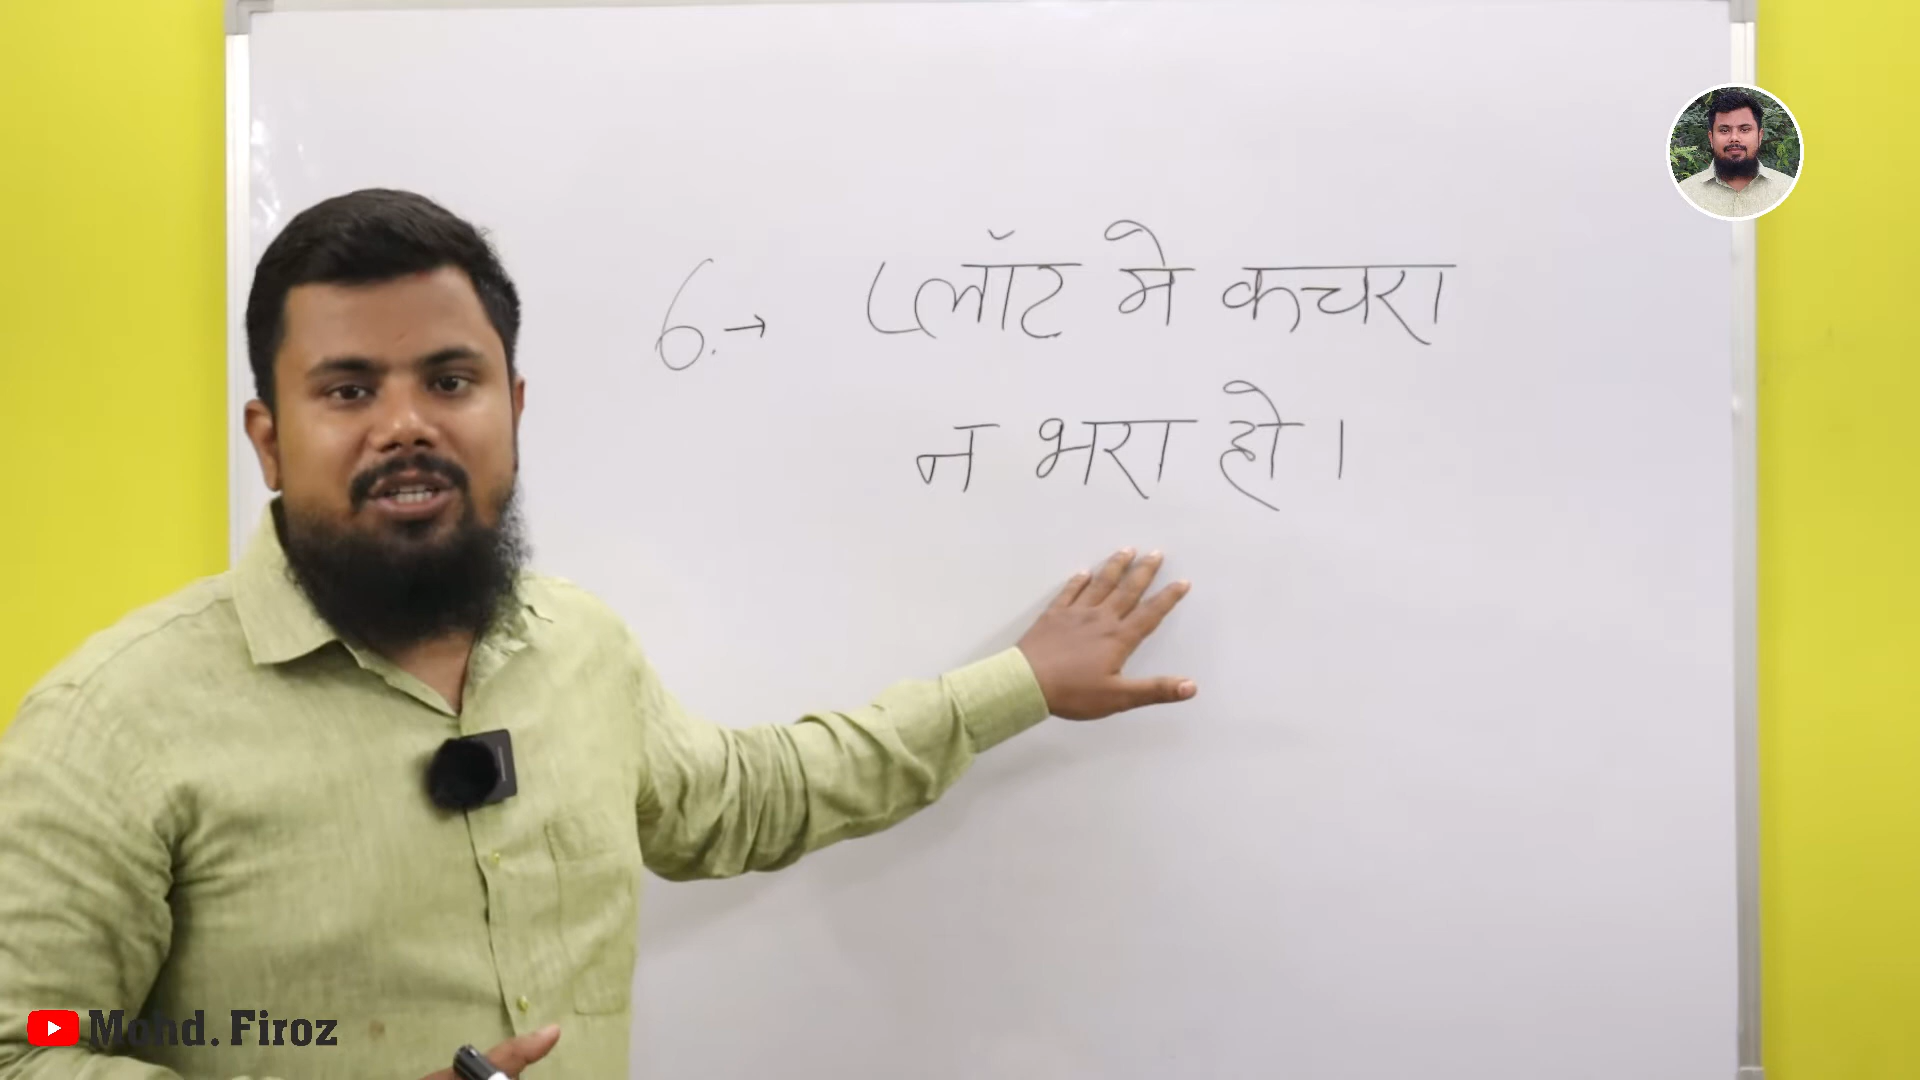 6.→ प्लॉट मे कचरा
न भरा हो।
Mohd. Firoz